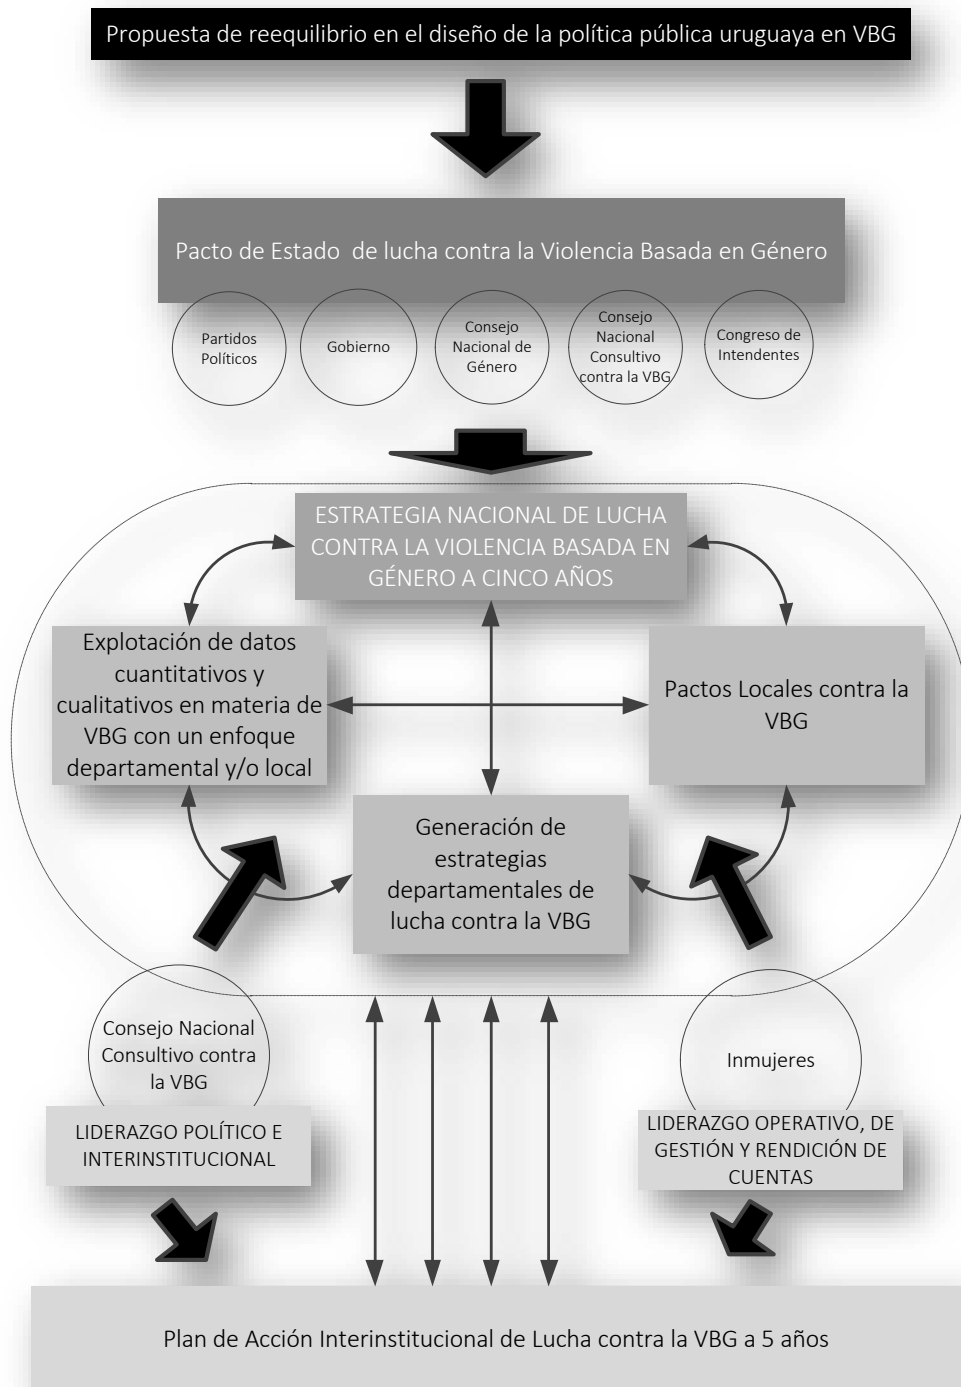 Propuesta de reequilibrio en el diseño de la política pública uruguaya en VBG
Pacto de Estado de lucha contra la Violencia Basada en Género
Partidos
Políticos
Gobierno
Consejo
Nacional de
Género
Consejo
Nacional
Consultivo
contra la VBG
Congreso de
Intendentes
ESTRATEGIA NACIONAL DE LUCHA
CONTRA LA VIOLENCIA BASADA EN
GÉNERO A CINCO AÑOS
Explotación de datos
cuantitativos y
cualitativos en materia de
VBG con un enfoque
departamental y/o local
Pactos Locales contra la
VBG
Generación de
estrategias
departamentales de
lucha contra la VBG
Consejo Nacional
Consultivo contra
la VBG
LIDERAZGO POLÍTICO E
INTERINSTITUCIONAL
Inmujeres
LIDERAZGO OPERATIVO, DE
GESTIÓN Y RENDICIÓN DE
CUENTAS
Plan de Acción Interinstitucional de Lucha contra la VBG a 5 años